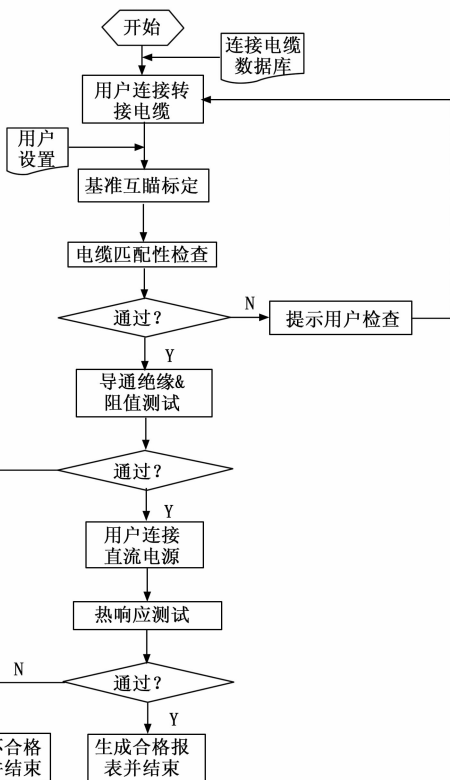 开始
连接电缆
数据库
用户连接转
接电缆
用户
设置
基准互瞄标定
电缆匹配性检查
通过？
N
提示用户检查
Y
导通绝缘&
阻值测试
通过？
Y
用户连接
直流电源
热响应测试
N
通过？
Y
合格
结束
生成合格报
表并结束